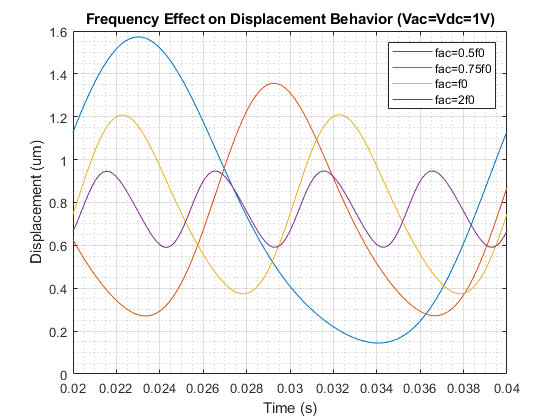 Frequency Effect on Displacement Behavior (Vac=Vdc=1V)
fac=0.5f0
fac=0.75f0
fac=f0
fac=2f0
Displacement (um)
1.6
1.4
1.2
1
0.8
0.6
0.4
0.2
0
0.02 0.022 0.024 0.026 0.028 0.03 0.032 0.034 0.036 0.038 0.04
Time (s)